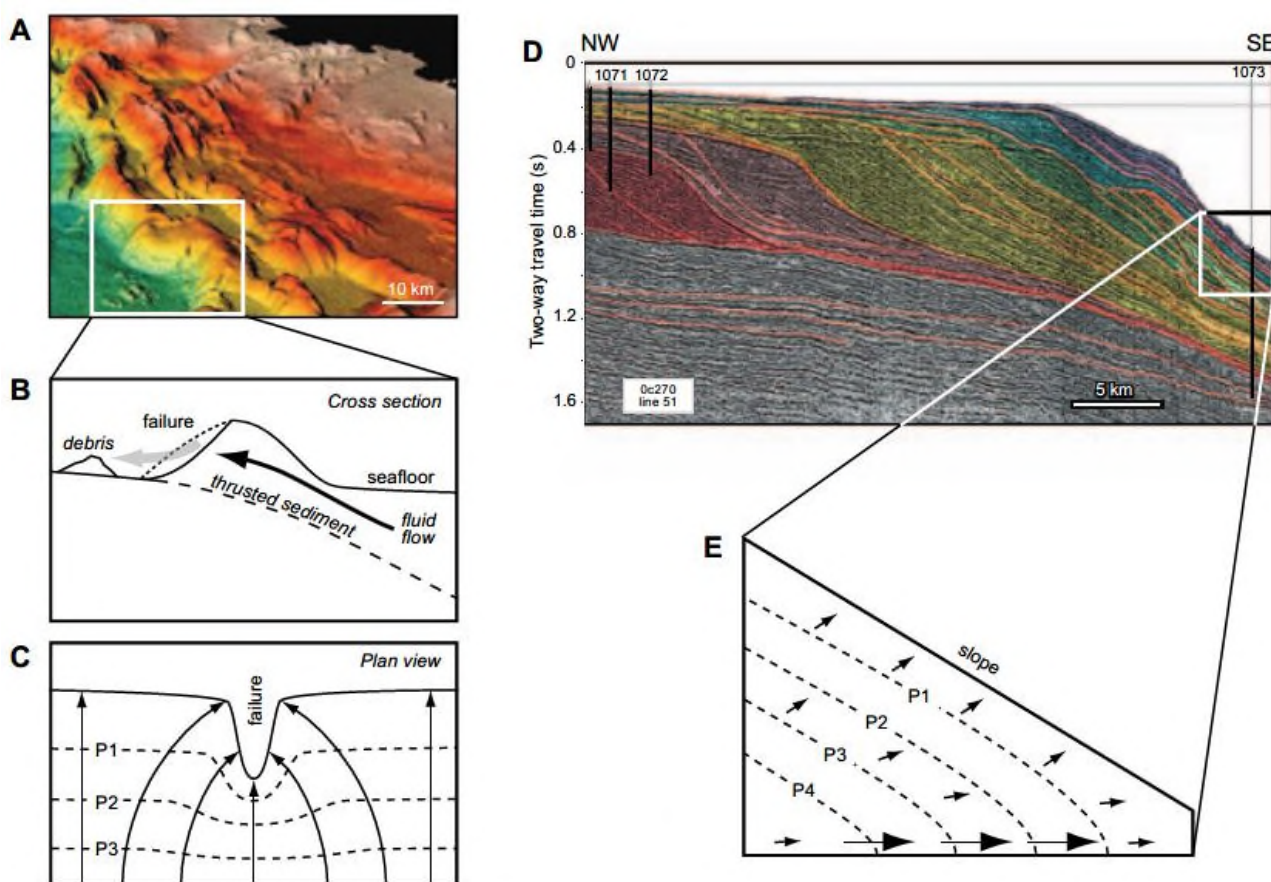 A
10 km
B
Cross section
failure
debris
seafloor
thrusted sediment
fluid
flow
C
Plan view
failure
P1
P2
P3
D
NW
SE
0
1071
1072
1073
0.4
0.8
1.2
1.6
Two-way travel time (s)
0c270
line 51
5 km
E
slope
P1
P2
P3
P4